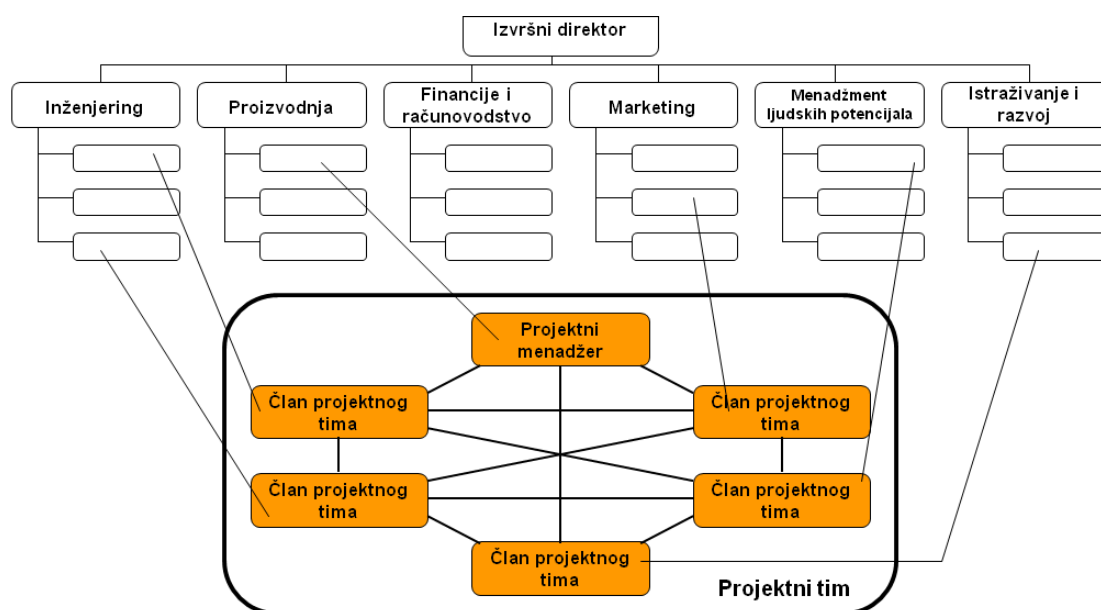 Izvršni direktor
Inženjering
Proizvodnja
Financije i
računovodstvo
Marketing
Menadžment
ljudskih potencijala
Istraživanje i
razvoj
Projektni
menadžer
Član projektnog
tima
Član projektnog
tima
Član projektnog
tima
Član projektnog
tima
Član projektnog
tima
Projektni tim